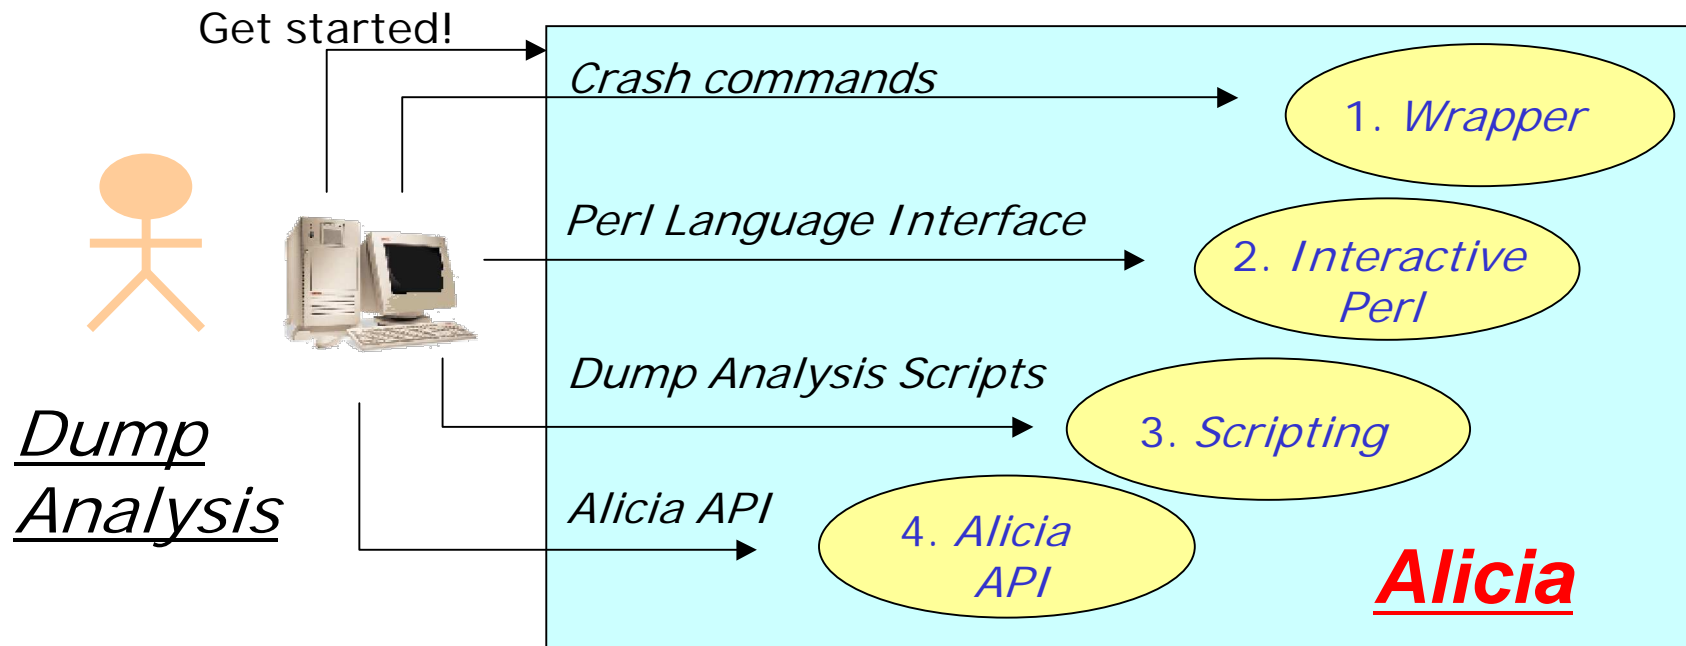 Get started!
Crash commands
1. Wrapper
Perl Language Interface
2. Interactive
Perl
Dump Analysis Scripts
3. Scripting
Dump
Analysis
Alicia API
4. Alicia
API
Alicia